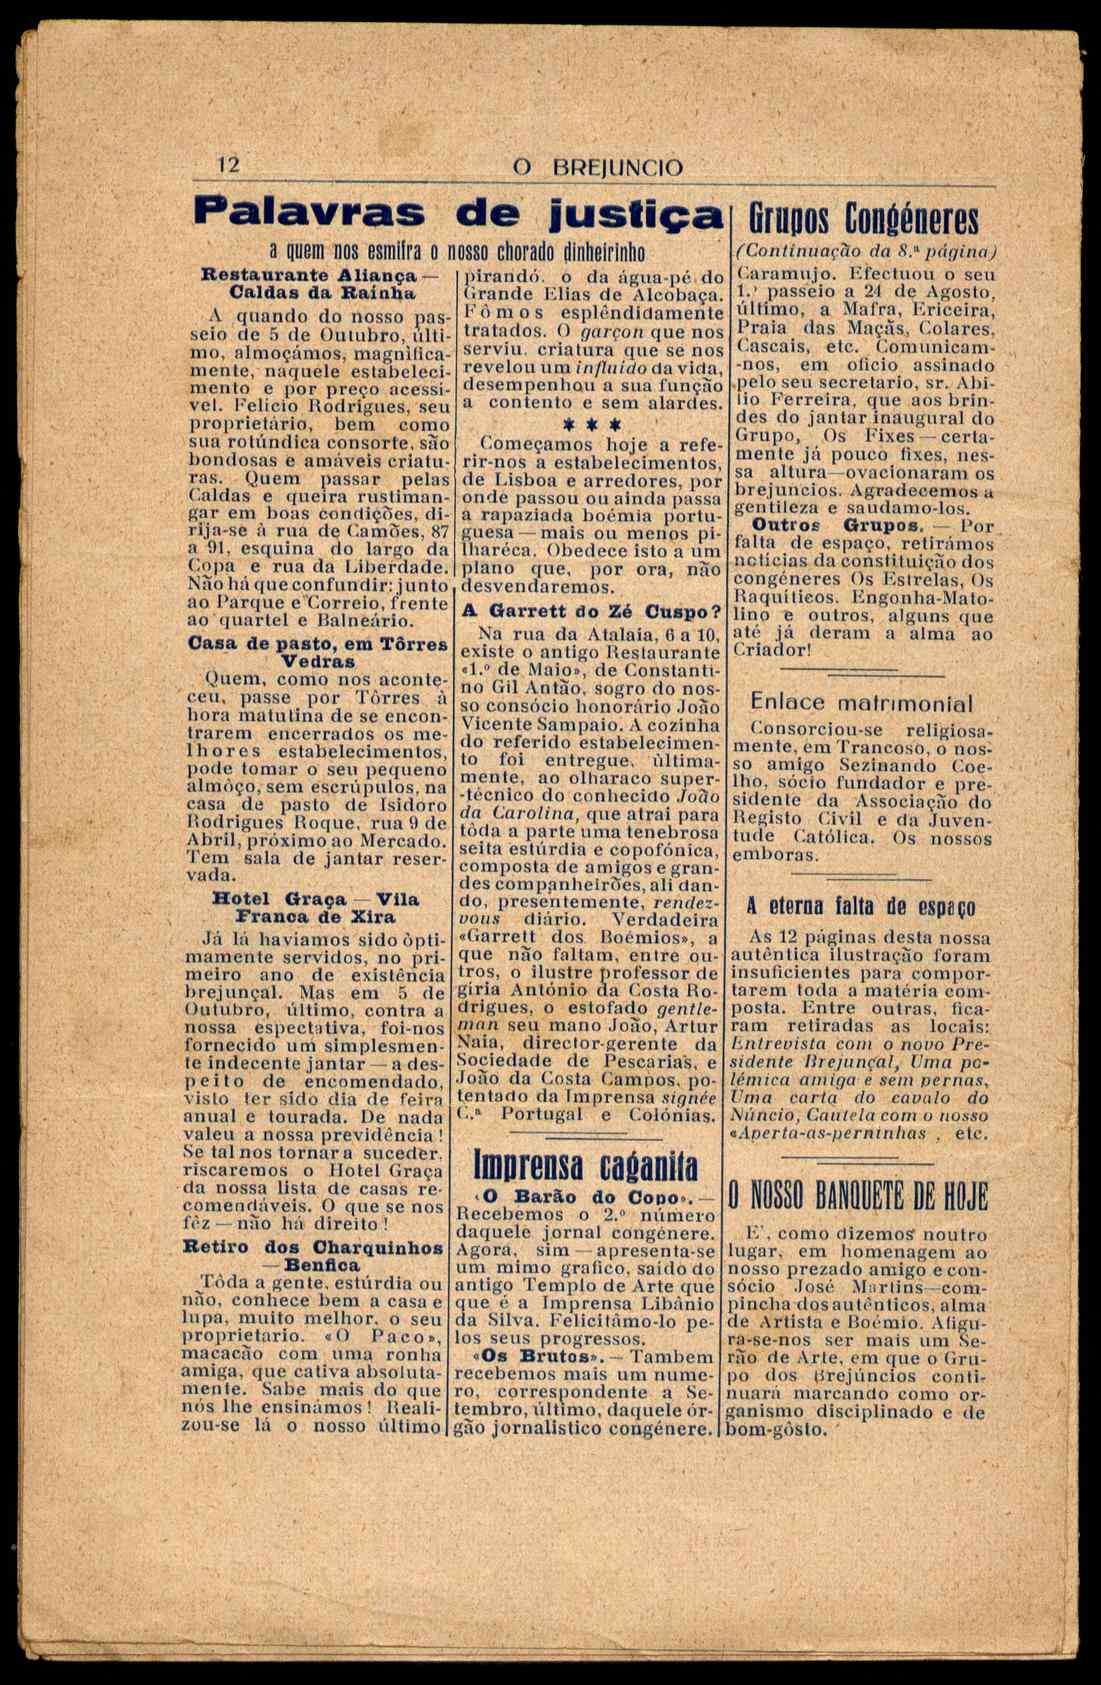 12
O BREJUNCIO
Palavras de justiça
a quem nos esmifra o nosso chorado dinheirinho
Restaurante Aliança —
Caldas da Rainha
A quando do nosso pas-
seio de 5 de Outubro, últi-
mo, almoçámos, magnifica-
mente, naquele estabeleci-
mento e por preço acessi-
vel. Felicio Rodrigues, seu
proprietário, bem como
sua rotúndica consorte, são
bondosas e amáveis criatu-
ras. Quem passar pelas
Caldas e queira rustiman-
gar em boas condições, di-
rija-se à rua de Camões, 87
a 91, esquina do largo da
Copa e rua da Liberdade.
Não há que confundir: junto
ao Parque e Correio, frente
ao quartel e Balneário.
Casa de pasto, em Tôrres
Vedras
Quem, como nos aconte-
ceu, passe por Tôrres à
hora matutina de se encon-
trarem encerrados os me-
lhores estabelecimentos,
pode tomar o seu pequeno
almôço, sem escrúpulos, na
casa de pasto de Isidoro
Rodrigues Roque, rua 9 de
Abril, próximo ao Mercado.
Tem sala de jantar reser-
vada.
Hotel Graça — Vila
Franca de Xira
Já lá haviamos sido òpti-
mamente servidos, no pri-
meiro ano de existência
brejunçal. Mas em 5 de
Outubro, último, contra a
nossa espectativa, foi-nos
fornecido um simplesmen-
te indecente jantar — a des-
peito de encomendado,
visto ter sido dia de feira
anual e tourada. De nada
valeu a nossa previdência!
Se tal nos tornar a suceder,
riscaremos o Hotel Graça
da nossa lista de casas re-
comendáveis. O que se nos
fêz — não há direito!
Retiro dos Charquinhos
— Benfica
Tôda a gente, estúrdia ou
não, conhece bem a casa e
lupa, muito melhor, o seu
proprietario. «O Paco»,
macacão com uma ronha
amiga, que cativa absoluta-
mente. Sabe mais do que
nós lhe ensinámos! Reali-
zou-se lá o nosso último
pirandó, o da água-pé do
Grande Elias de Alcobaça.
Fômos esplêndidamente
tratados. O garçon que nos
serviu, criatura que se nos
revelou um influido da vida,
desempenhou a sua função
a contento e sem alardes.
* * *
Começamos hoje a refe-
rir-nos a estabelecimentos,
de Lisboa e arredores, por
onde passou ou ainda passa
a rapaziada boémia portu-
guesa — mais ou menos pi-
lharéca. Obedece isto a um
plano que, por ora, não
desvendaremos.
A Garrett do Zé Cuspo?
Na rua da Atalaia, 6 a 10,
existe o antigo Restaurante
«1.º de Maio», de Constanti-
no Gil Antão, sogro do nos-
so consócio honorário João
Vicente Sampaio. A cozinha
do referido estabelecimen-
to foi entregue, ùltima-
mente, ao olharaco super-
-técnico do conhecido João
da Carolina, que atrai para
tôda a parte uma tenebrosa
seita estúrdia e copofónica,
composta de amigos e gran-
des companheirões, ali dan-
do, presentemente, rendez-
vous diário. Verdadeira
«Garrett dos Boémios», a
que não faltam, entre ou-
tros, o ilustre professor de
gíria António da Costa Ro-
drigues, o estofado gentle-
man seu mano João, Artur
Naia, director-gerente da
Sociedade de Pescarias, e
João da Costa Campos, po-
tentado da Imprensa signée
C.ª Portugal e Colónias.
Imprensa caganita
«O Barão do Copo». —
Recebemos o 2.º número
daquele jornal congénere.
Agora, sim — apresenta-se
um mimo grafico, saido do
antigo Templo de Arte que
que é a Imprensa Libânio
da Silva. Felicitâmo-lo pe-
los seus progressos.
«Os Brutos». — Tambem
recebemos mais um nume-
ro, correspondente a Se-
tembro, último, daquele ór-
gão jornalistico congénere.
Grupos Congéneres
(Continuação da 8.ª página)
Caramujo. Efectuou o seu
1.º passeio a 24 de Agosto,
último, a Mafra, Ericeira,
Praia das Maçãs, Colares,
Cascais, etc. Comunicam-
-nos, em oficio assinado
pelo seu secretario, sr. Abi-
lio Ferreira, que aos brin-
des do jantar inaugural do
Grupo, Os Fixes — certa-
mente já pouco fixes, nes-
sa altura — ovacionaram os
brejuncios. Agradecemos a
gentileza e saudamo-los.
Outros Grupos. — Por
falta de espaço, retirámos
noticias da constituição dos
congéneres Os Estrelas, Os
Raquíticos, Engonha-Mato-
lino e outros, alguns que
até já deram a alma ao
Criador!
Enlace matrimonial
Consorciou-se religiosa-
mente, em Trancoso, o nos-
so amigo Sezinando Coe-
lho, sócio fundador e pre-
sidente da Associação do
Registo Civil e da Juven-
tude Católica. Os nossos
emboras.
A eterna falta de espaço
As 12 páginas desta nossa
autêntica ilustração foram
insuficientes para compor-
tarem toda a matéria com-
posta. Entre outras, fica-
ram retiradas as locais:
Entrevista com o novo Pre-
sidente Brejunçal, Uma po-
lémica amiga e sem pernas,
Uma carta do cavalo do
Núncio, Cautela com o nosso
«Aperta-as-perninhas , etc.
O NOSSO BANQUETE DE HOJE
E', como dizemos noutro
lugar, em homenagem ao
nosso prezado amigo e con-
sócio José Martins — com-
pincha dos autênticos, alma
de Artista e Boémio. Afigu-
ra-se-nos ser mais um Se-
rão de Arte, em que o Gru-
po dos Brejúncios conti-
nuará marcando como or-
ganismo disciplinado e de
bom-gôsto.